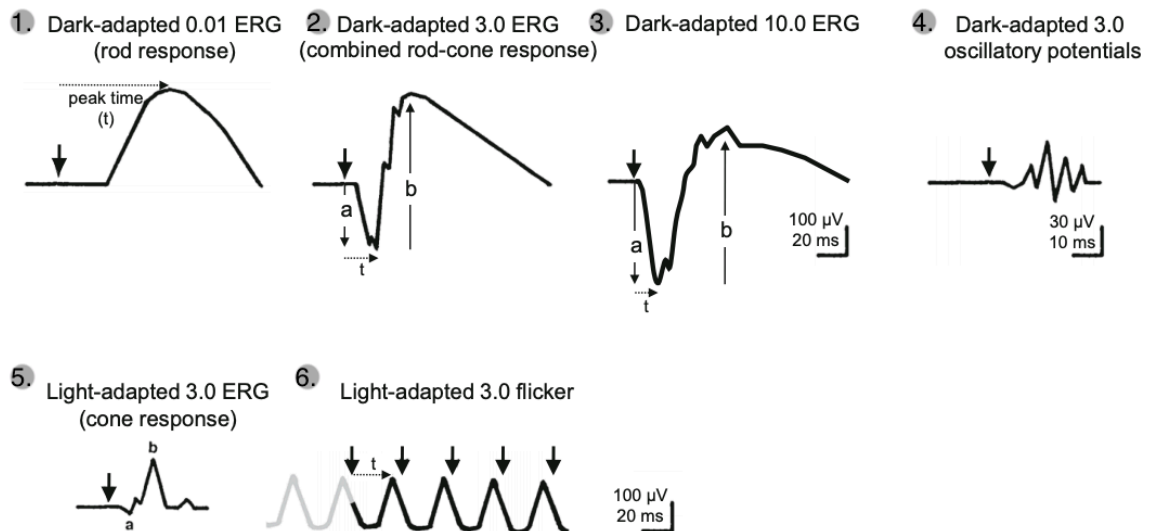 1. Dark-adapted 0.01 ERG
(rod response)
peak time
(t)
2. Dark-adapted 3.0 ERG
(combined rod-cone response)
a
b
t
3. Dark-adapted 10.0 ERG
a
b
t
100 µV
20 ms
4. Dark-adapted 3.0
oscillatory potentials
30 µV
10 ms
5. Light-adapted 3.0 ERG
(cone response)
b
a
6. Light-adapted 3.0 flicker
t
100 µV
20 ms